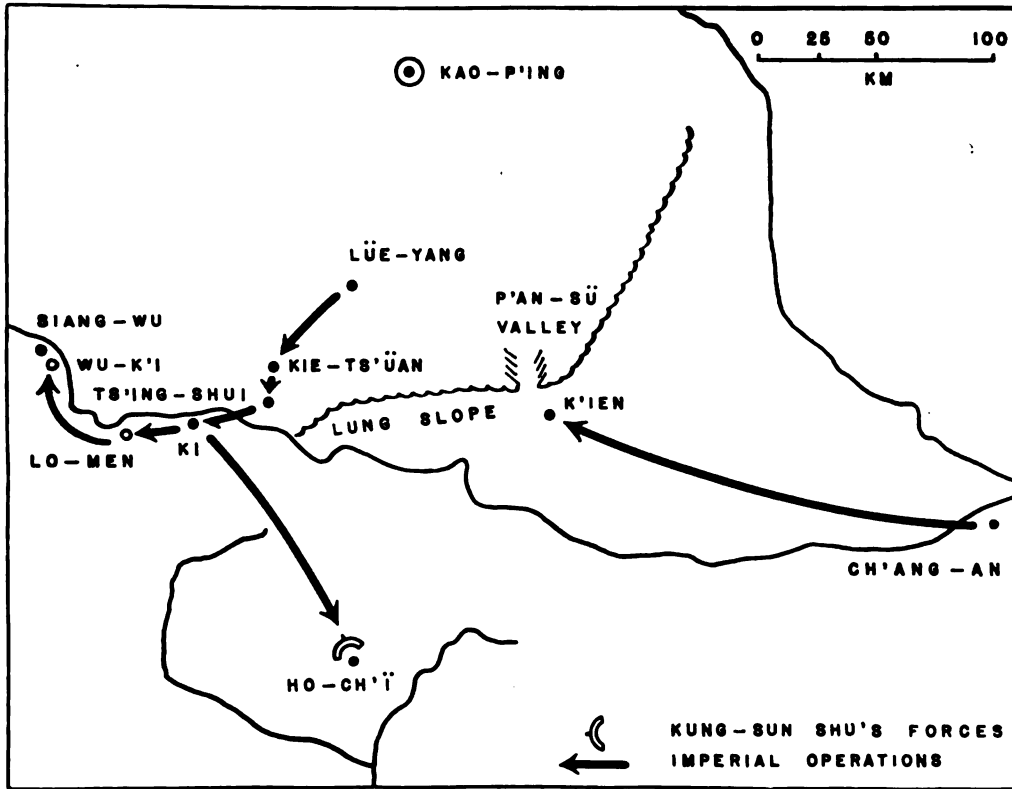 0 25 50 100
KM
KAO–P'ING
LÜE–YANG
P'AN–SÜ
VALLEY
SIANG–WU
WU–K'I
KIE–TS'ÜAN
TS'ING–SHUI
K'IEN
LUNG SLOPE
KI
LO–MEN
CH'ANG–AN
HO–CH'Ï
KUNG–SUN SHU'S FORCES
IMPERIAL OPERATIONS